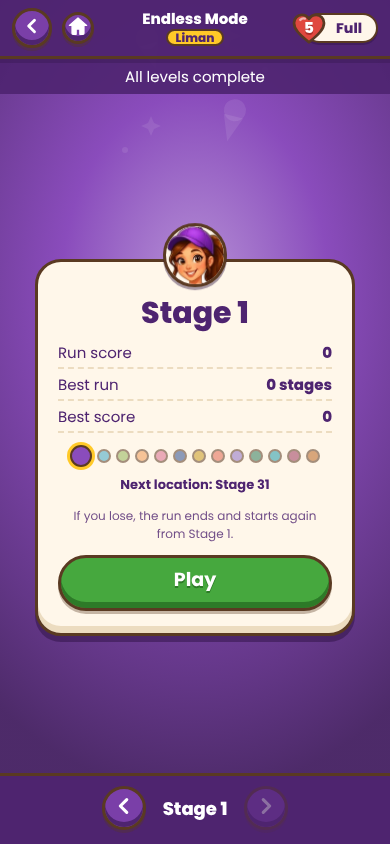 Endless Mode
Liman
5
Full
All levels complete
Stage 1
Run score 0
Best run 0 stages
Best score 0
Next location: Stage 31
If you lose, the run ends and starts again
from Stage 1.
Play
Stage 1